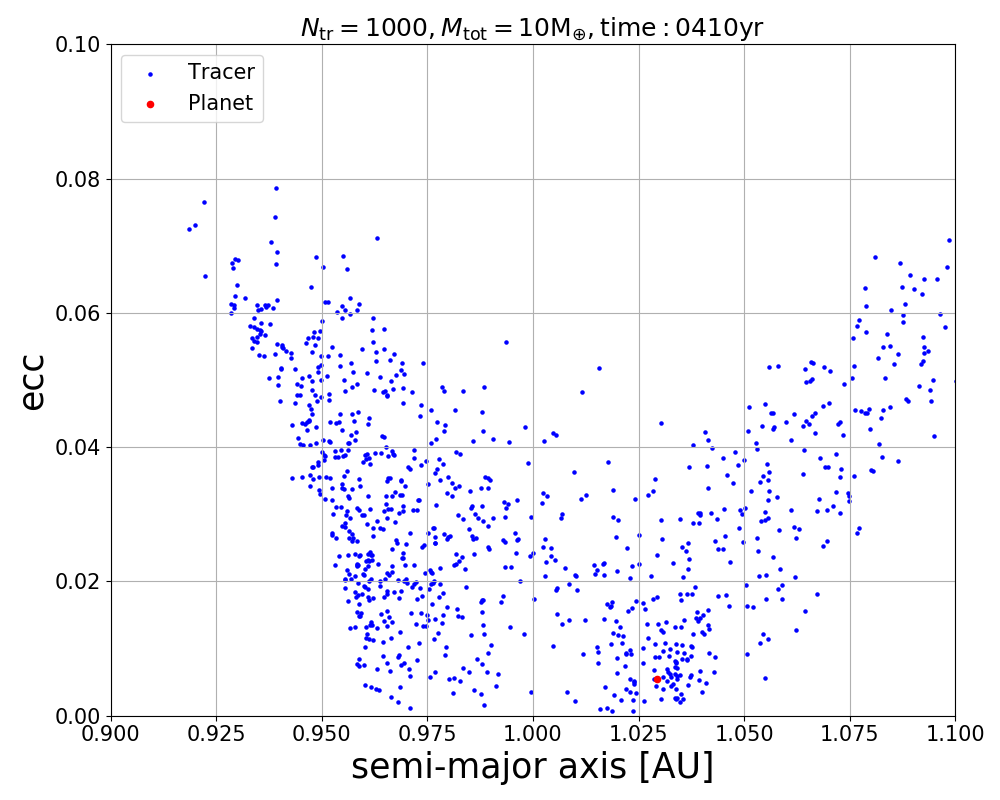 N_tr = 1000, M_tot = 10M_⊕, time : 0410yr
Tracer
Planet
0.10
0.08
0.06
0.04
0.02
0.00
ecc
0.900 0.925 0.950 0.975 1.000 1.025 1.050 1.075 1.100
semi-major axis [AU]